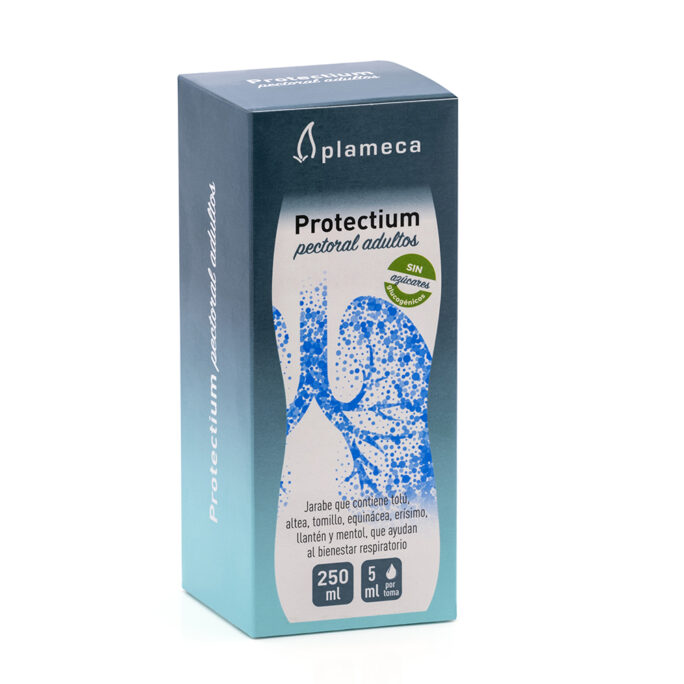 Protectium
pectoral adultos
plameca
Protectium
pectoral adultos
SIN
azúcares
glucogénicos
Jarabe que contiene tolú,
altea, tomillo, equinácea, erísimo,
llantén y mentol, que ayudan
al bienestar respiratorio
250
ml
5
ml por
toma
Protectium pectoral adultos